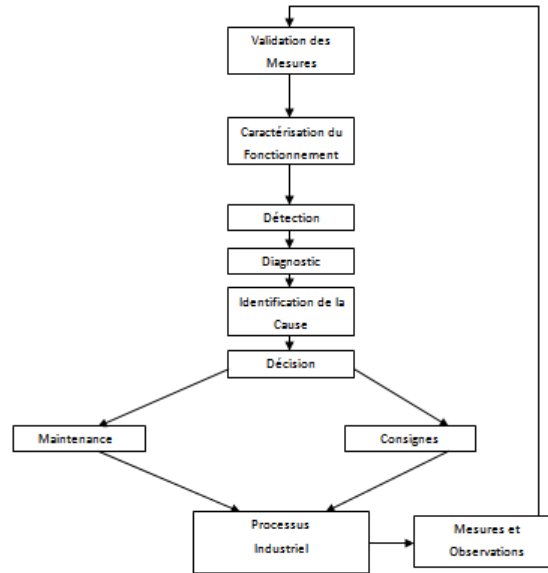 Validation des
Mesures
Caractérisation du
Fonctionnement
Détection
Diagnostic
Identification de la
Cause
Décision
Maintenance
Consignes
Processus
Industriel
Mesures et
Observations